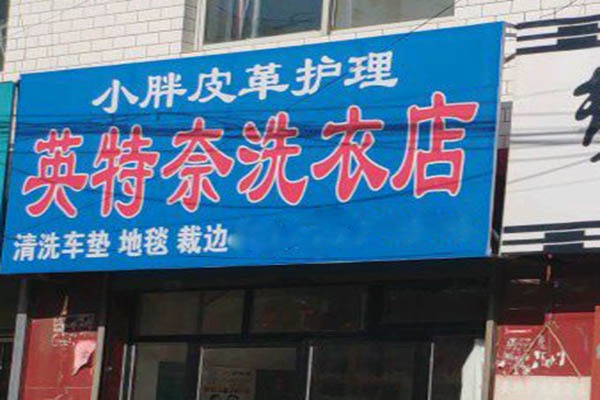 小胖皮革护理
英特奈洗衣店
清洗车垫 地毯 裁边